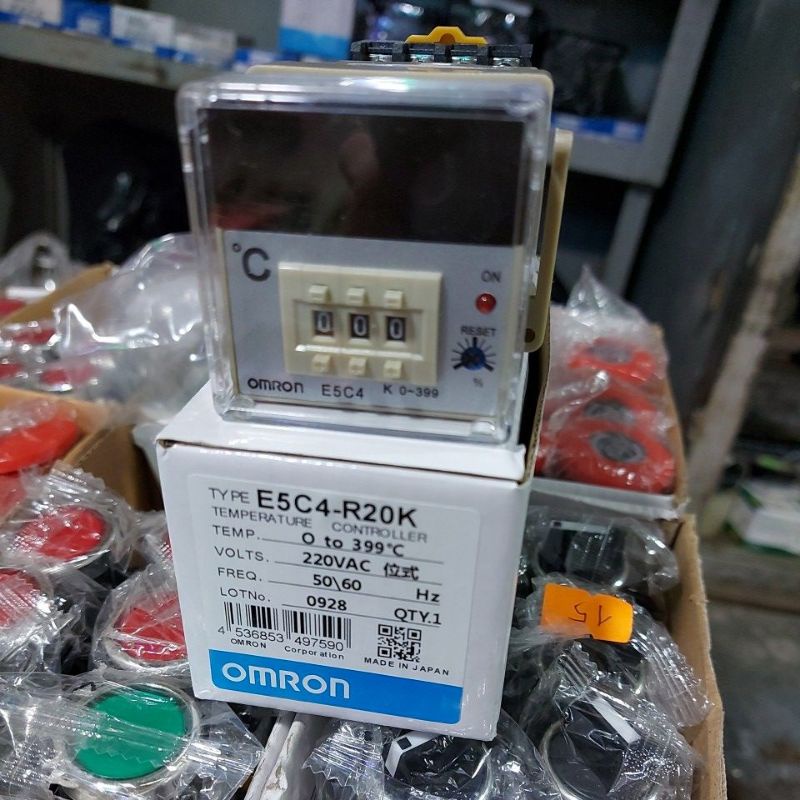 °C
ON
0 0 0
RESET
%
OMRON E5C4 K 0~399
TYPE E5C4-R20K
TEMPERATURE CONTROLLER
TEMP. 0 to 399℃
VOLTS. 220VAC 位式
FREQ. 50\60 Hz
LOTNo. 0928 QTY.1
4 536853 497590
OMRON Corporation
MADE IN JAPAN
OMRON
15